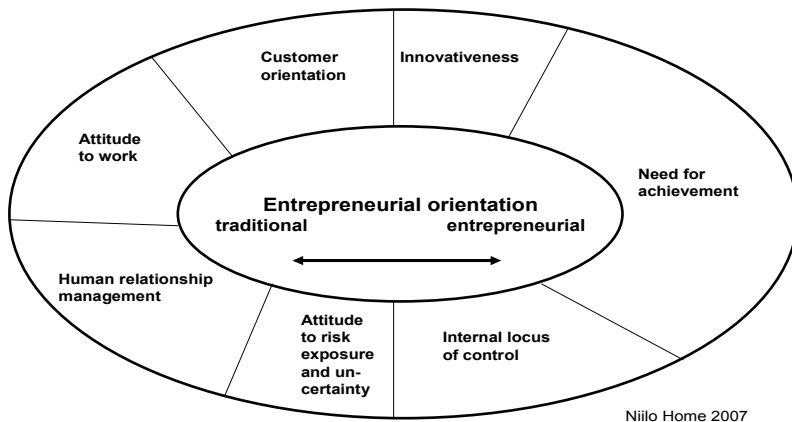 Customer
orientation
Innovativeness
Attitude
to work
Need for
achievement
Entrepreneurial orientation
traditional entrepreneurial
Human relationship
management
Attitude
to risk
exposure
and un-
certainty
Internal locus
of control
Niilo Home 2007